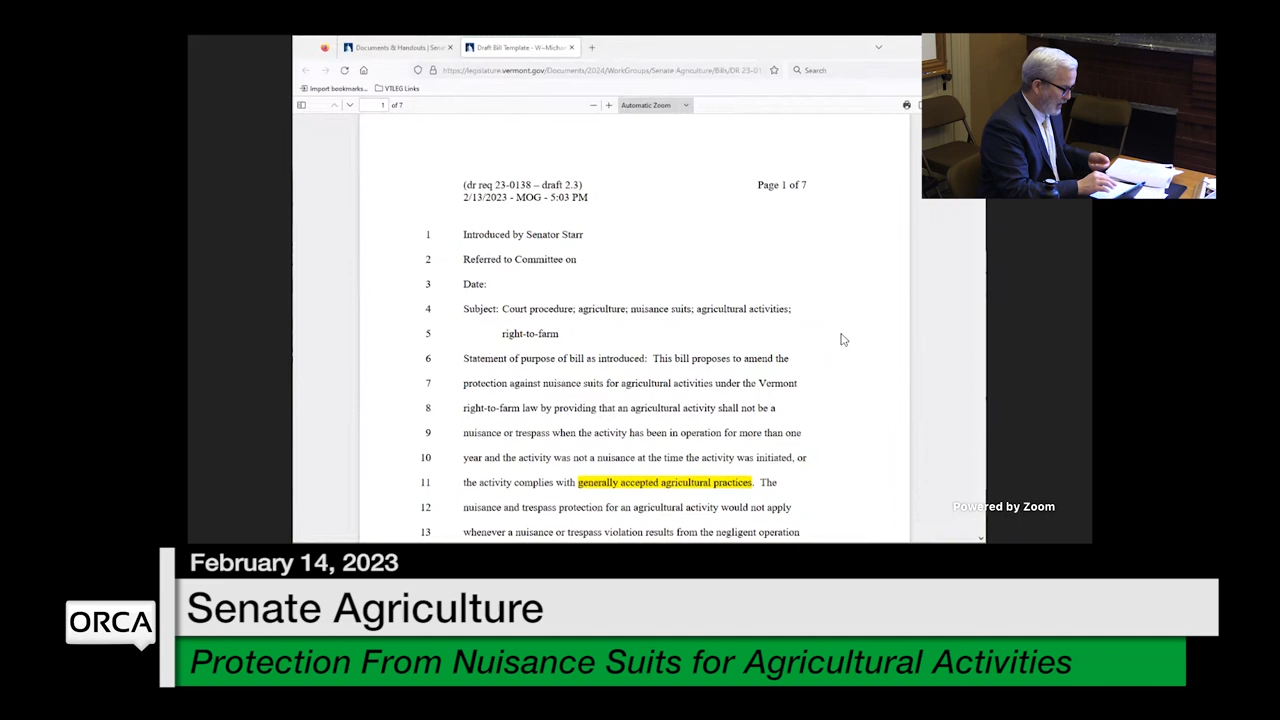 Documents & Handouts | Senat
Draft Bill Template - W~Michae
https://legislature.vermont.gov/Documents/2024/WorkGroups/Senate Agriculture/Bills/DR 23-01
Search
Import bookmarks...
VTLEG Links
1 of 7
Automatic Zoom
(dr req 23-0138 – draft 2.3)
Page 1 of 7
2/13/2023 - MOG - 5:03 PM
1 Introduced by Senator Starr
2 Referred to Committee on
3 Date:
4 Subject: Court procedure; agriculture; nuisance suits; agricultural activities;
5 right-to-farm
6 Statement of purpose of bill as introduced: This bill proposes to amend the
7 protection against nuisance suits for agricultural activities under the Vermont
8 right-to-farm law by providing that an agricultural activity shall not be a
9 nuisance or trespass when the activity has been in operation for more than one
10 year and the activity was not a nuisance at the time the activity was initiated, or
11 the activity complies with generally accepted agricultural practices. The
12 nuisance and trespass protection for an agricultural activity would not apply
13 whenever a nuisance or trespass violation results from the negligent operation
Powered by Zoom
February 14, 2023
ORCA
Senate Agriculture
Protection From Nuisance Suits for Agricultural Activities